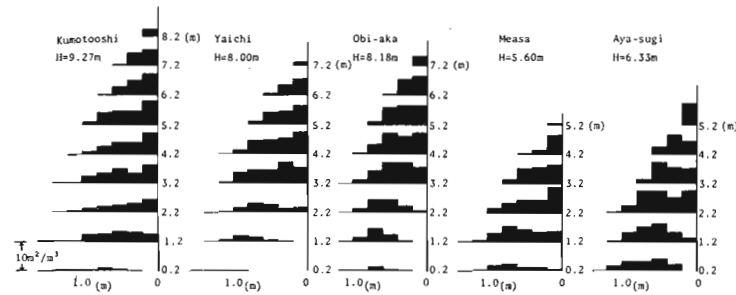 Kumotooshi
H=9.27m
8.2 (m)
7.2
6.2
5.2
4.2
3.2
2.2
1.2
0.2
10m²/m³
1.0 (m) 0
Yaichi
H=8.00m
7.2 (m)
6.2
5.2
4.2
3.2
2.2
1.2
0.2
1.0 (m) 0
Obi-aka
H=8.18m
7.2 (m)
6.2
5.2
4.2
3.2
2.2
1.2
0.2
1.0 (m) 0
Measa
H=5.60m
5.2 (m)
4.2
3.2
2.2
1.2
0.2
1.0 (m) 0
Aya-sugi
H=6.33m
5.2 (m)
4.2
3.2
2.2
1.2
0.2
1.0 (m) 0